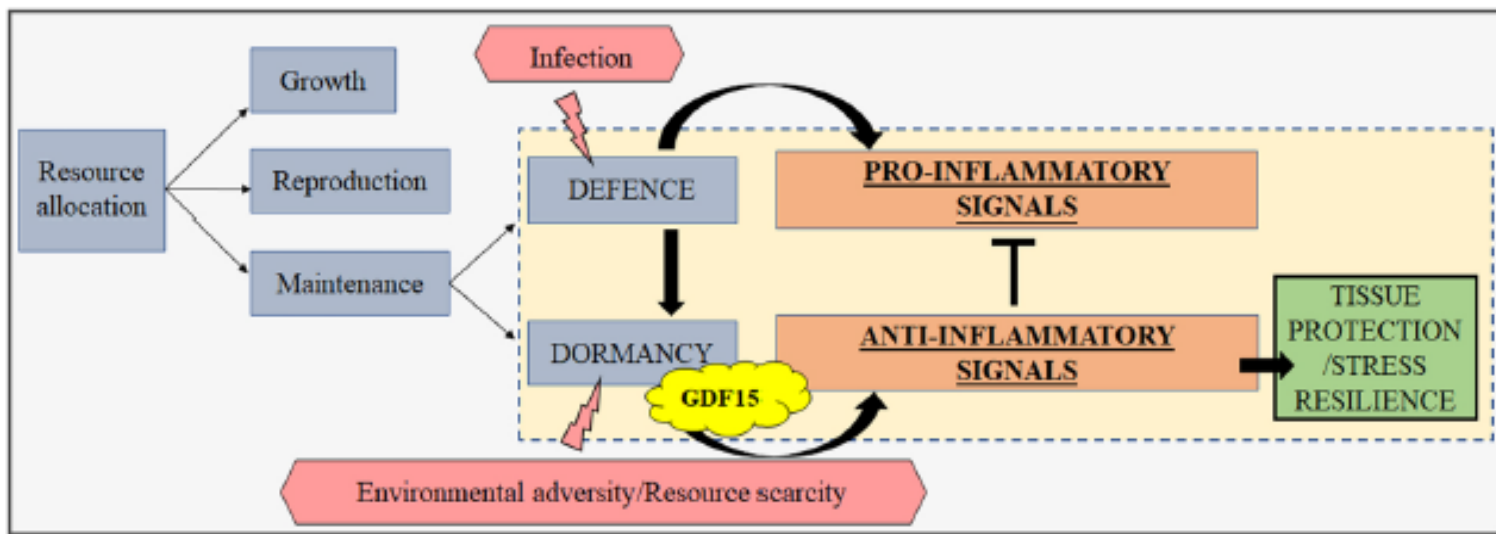 Infection
Growth
Resource
allocation
Reproduction
Maintenance
DEFENCE
PRO-INFLAMMATORY
SIGNALS
DORMANCY
GDF15
ANTI-INFLAMMATORY
SIGNALS
TISSUE
PROTECTION
/STRESS
RESILIENCE
Environmental adversity/Resource scarcity